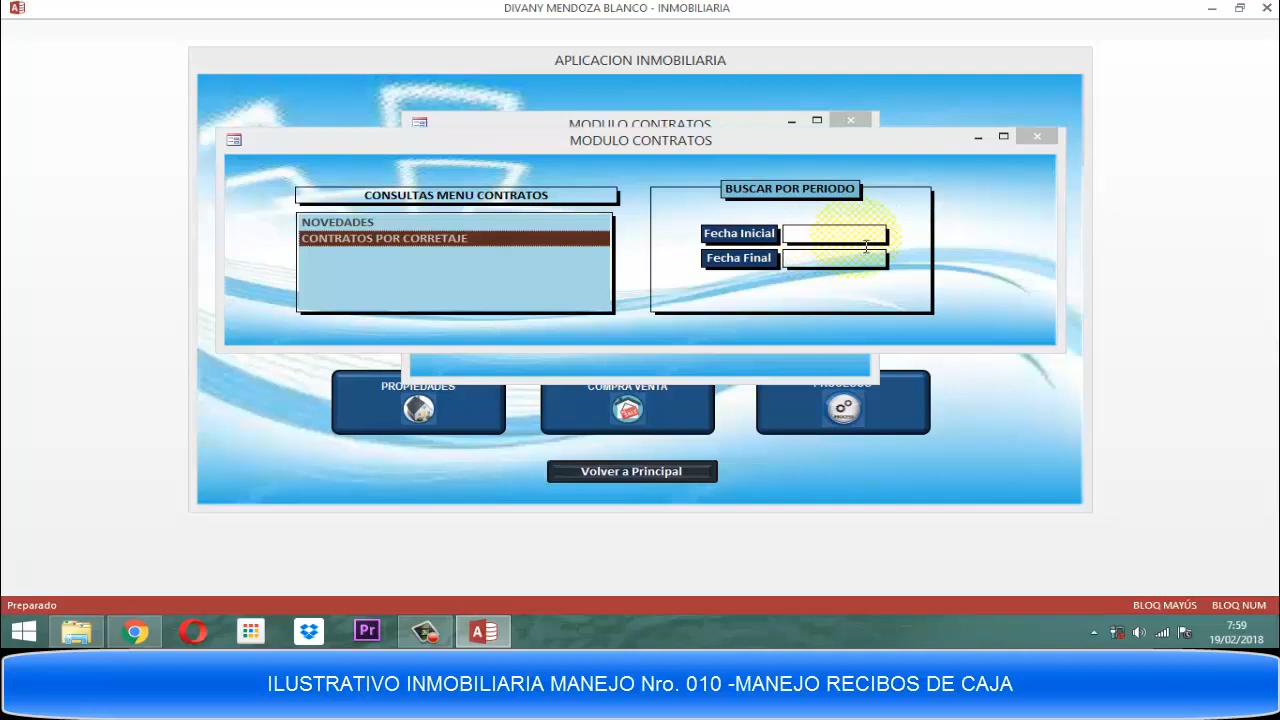 DIVANY MENDOZA BLANCO - INMOBILIARIA
APLICACION INMOBILIARIA
MODULO CONTRATOS
MODULO CONTRATOS
CONSULTAS MENU CONTRATOS
NOVEDADES
CONTRATOS POR CORRETAJE
BUSCAR POR PERIODO
Fecha Inicial
Fecha Final
PROPIEDADES
COMPRA VENTA
PROCESOS
Volver a Principal
Preparado
BLOQ MAYÚS
BLOQ NUM
Pr
7:59
19/02/2018
ILUSTRATIVO INMOBILIARIA MANEJO Nro. 010 -MANEJO RECIBOS DE CAJA